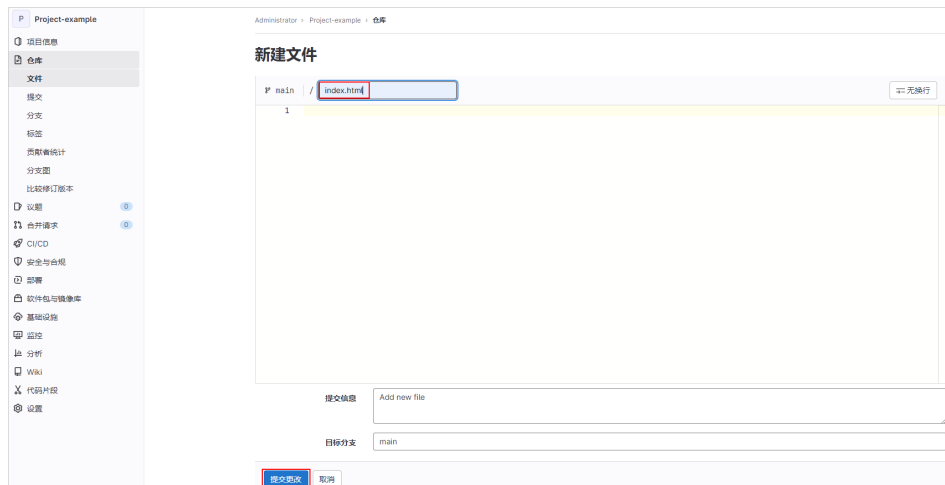 P Project-example
项目信息
仓库
文件
提交
分支
标签
贡献者统计
分支图
比较修订版本
议题 0
合并请求 0
CI/CD
安全与合规
部署
软件包与镜像库
基础设施
监控
分析
Wiki
代码片段
设置
Administrator › Project-example › 仓库
新建文件
main / index.html
无换行
1
提交信息 Add new file
目标分支 main
提交更改 取消